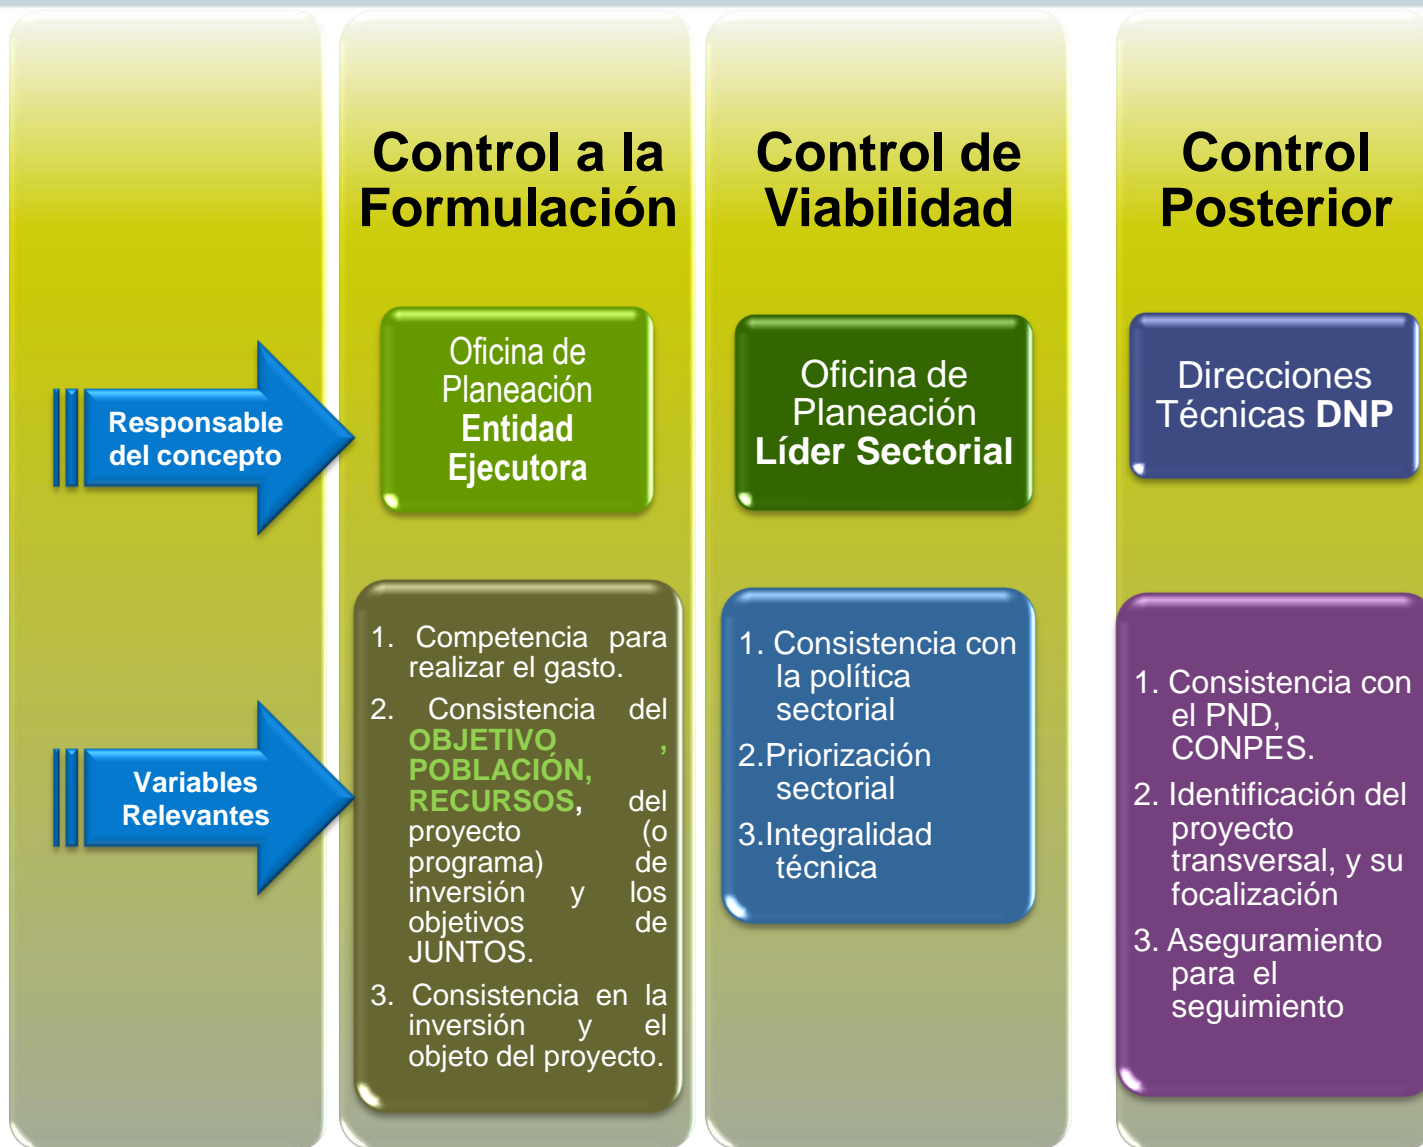 Control a la
Formulación
Control de
Viabilidad
Control
Posterior
Responsable
del concepto
Oficina de
Planeación
Entidad
Ejecutora
Oficina de
Planeación
Líder Sectorial
Direcciones
Técnicas DNP
Variables
Relevantes
1. Competencia para
realizar el gasto.
2. Consistencia del
OBJETIVO ,
POBLACIÓN,
RECURSOS, del
proyecto (o
programa) de
inversión y los
objetivos de
JUNTOS.
3. Consistencia en la
inversión y el
objeto del proyecto.
1. Consistencia con
la política
sectorial
2.Priorización
sectorial
3.Integralidad
técnica
1. Consistencia con
el PND,
CONPES.
2. Identificación del
proyecto
transversal, y su
focalización
3. Aseguramiento
para el
seguimiento